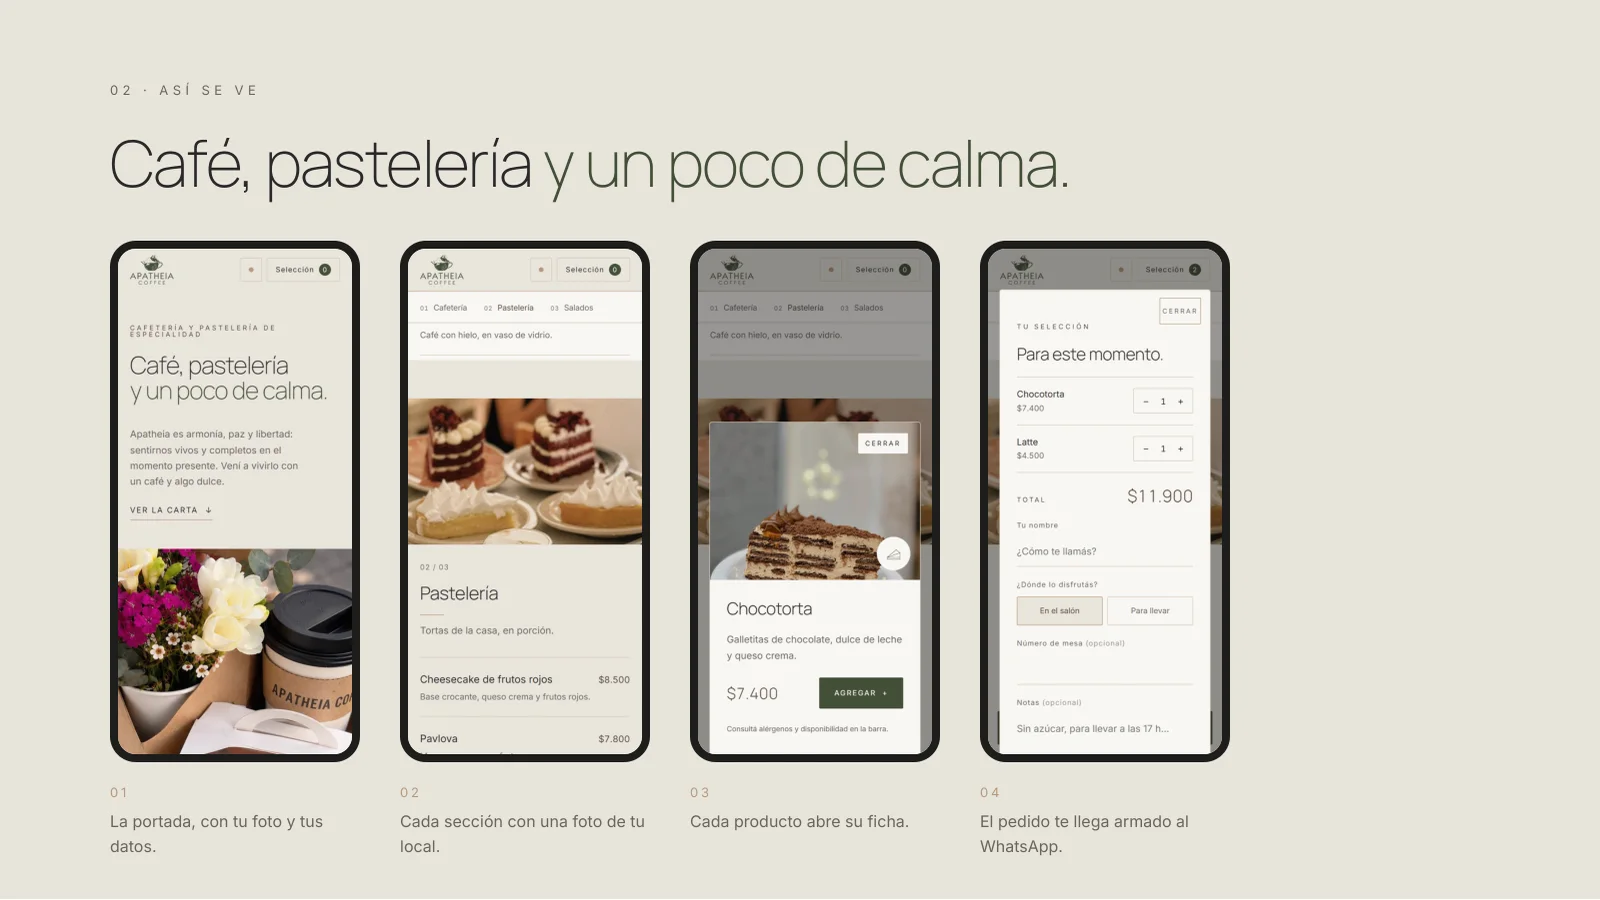 02 · ASÍ SE VE
Café, pastelería y un poco de calma.
APATHEIA
COFFEE
Selección 0
CAFETERÍA Y PASTELERÍA DE
ESPECIALIDAD
Café, pastelería
y un poco de calma.
Apatheia es armonía, paz y libertad:
sentirnos vivos y completos en el
momento presente. Vení a vivirlo con
un café y algo dulce.
VER LA CARTA ↓
APATHEIA CO
01
La portada, con tu foto y tus
datos.
APATHEIA
COFFEE
Selección 0
01 Cafetería 02 Pastelería 03 Salados
Café con hielo, en vaso de vidrio.
02 / 03
Pastelería
Tortas de la casa, en porción.
Cheesecake de frutos rojos $8.500
Base crocante, queso crema y frutos rojos.
Pavlova $7.800
02
Cada sección con una foto de tu
local.
APATHEIA
COFFEE
Selección 0
01 Cafetería 02 Pastelería 03 Salados
Café con hielo, en vaso de vidrio.
CERRAR
Chocotorta
Galletitas de chocolate, dulce de leche
y queso crema.
$7.400 AGREGAR +
Consultá alérgenos y disponibilidad en la barra.
03
Cada producto abre su ficha.
APATHEIA
COFFEE
Selección 2
CERRAR
TU SELECCIÓN
Para este momento.
Chocotorta
$7.400
− 1 +
Latte
$4.500
− 1 +
TOTAL $11.900
Tu nombre
¿Cómo te llamás?
¿Dónde lo disfrutás?
En el salón Para llevar
Número de mesa (opcional)
Notas (opcional)
Sin azúcar, para llevar a las 17 h...
04
El pedido te llega armado al
WhatsApp.